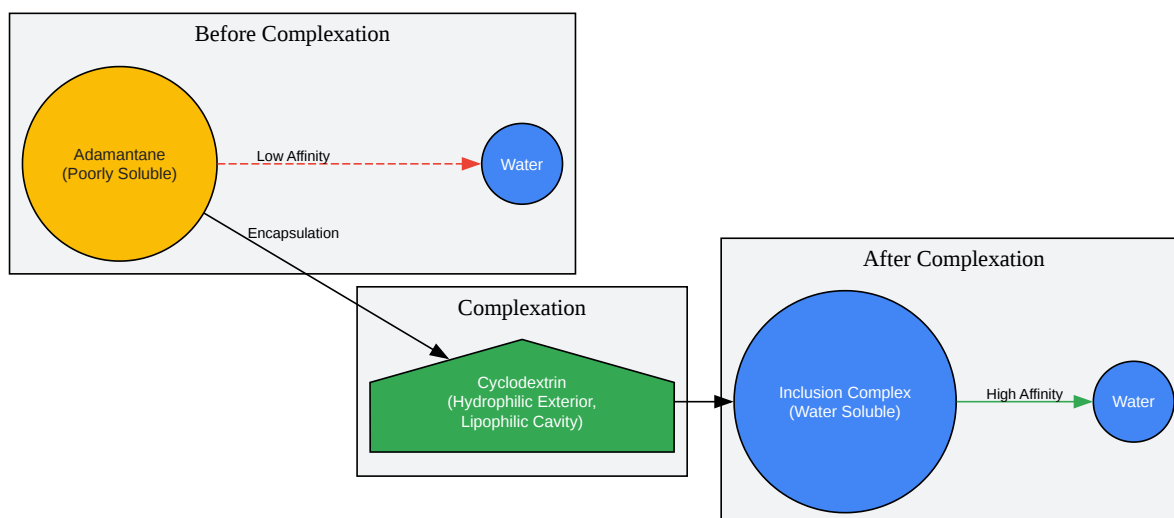 Before Complexation
Adamantane
(Poorly Soluble)
Low Affinity
Water
Encapsulation
Complexation
Cyclodextrin
(Hydrophilic Exterior,
Lipophilic Cavity)
After Complexation
Inclusion Complex
(Water Soluble)
High Affinity
Water